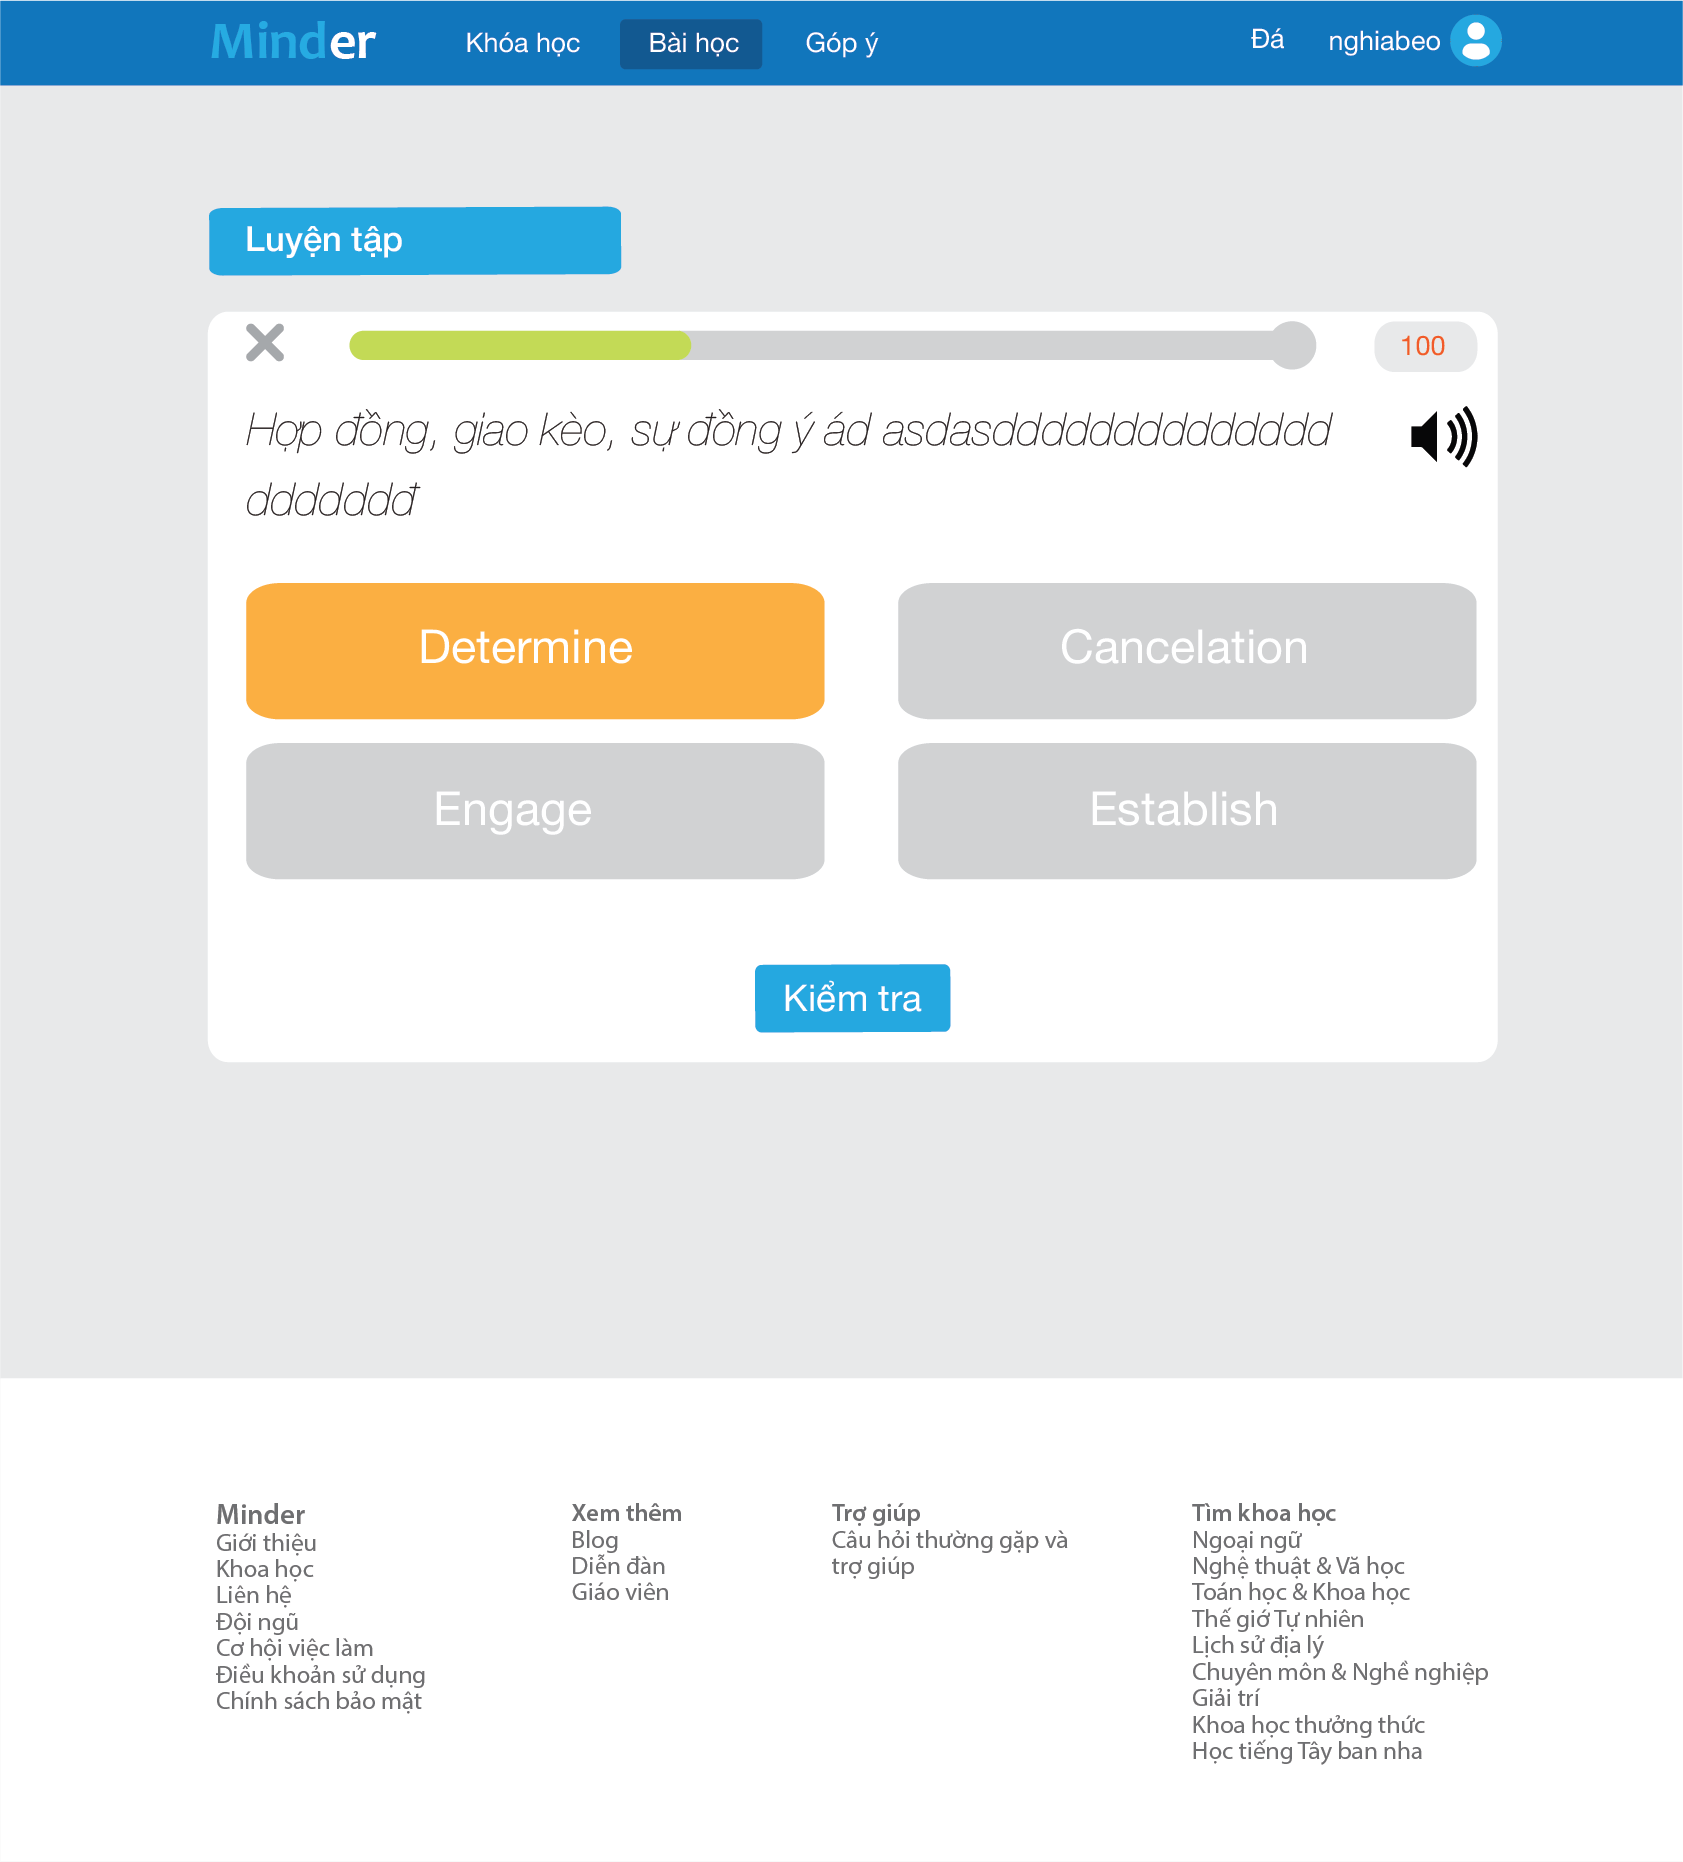 Minder
Khóa học
Bài học
Góp ý
Đá
nghiabeo
Luyện tập
100
Hợp đồng, giao kèo, sự đồng ý ád asdasdddddddddddddd
dddddddđ
Determine
Cancelation
Engage
Establish
Kiểm tra
Minder
Giới thiệu
Khoa học
Liên hệ
Đội ngũ
Cơ hội việc làm
Điều khoản sử dụng
Chính sách bảo mật
Xem thêm
Blog
Diễn đàn
Giáo viên
Trợ giúp
Câu hỏi thường gặp và
trợ giúp
Tìm khoa học
Ngoại ngữ
Nghệ thuật & Vă học
Toán học & Khoa học
Thế giớ Tự nhiên
Lịch sử địa lý
Chuyên môn & Nghề nghiệp
Giải trí
Khoa học thưởng thức
Học tiếng Tây ban nha